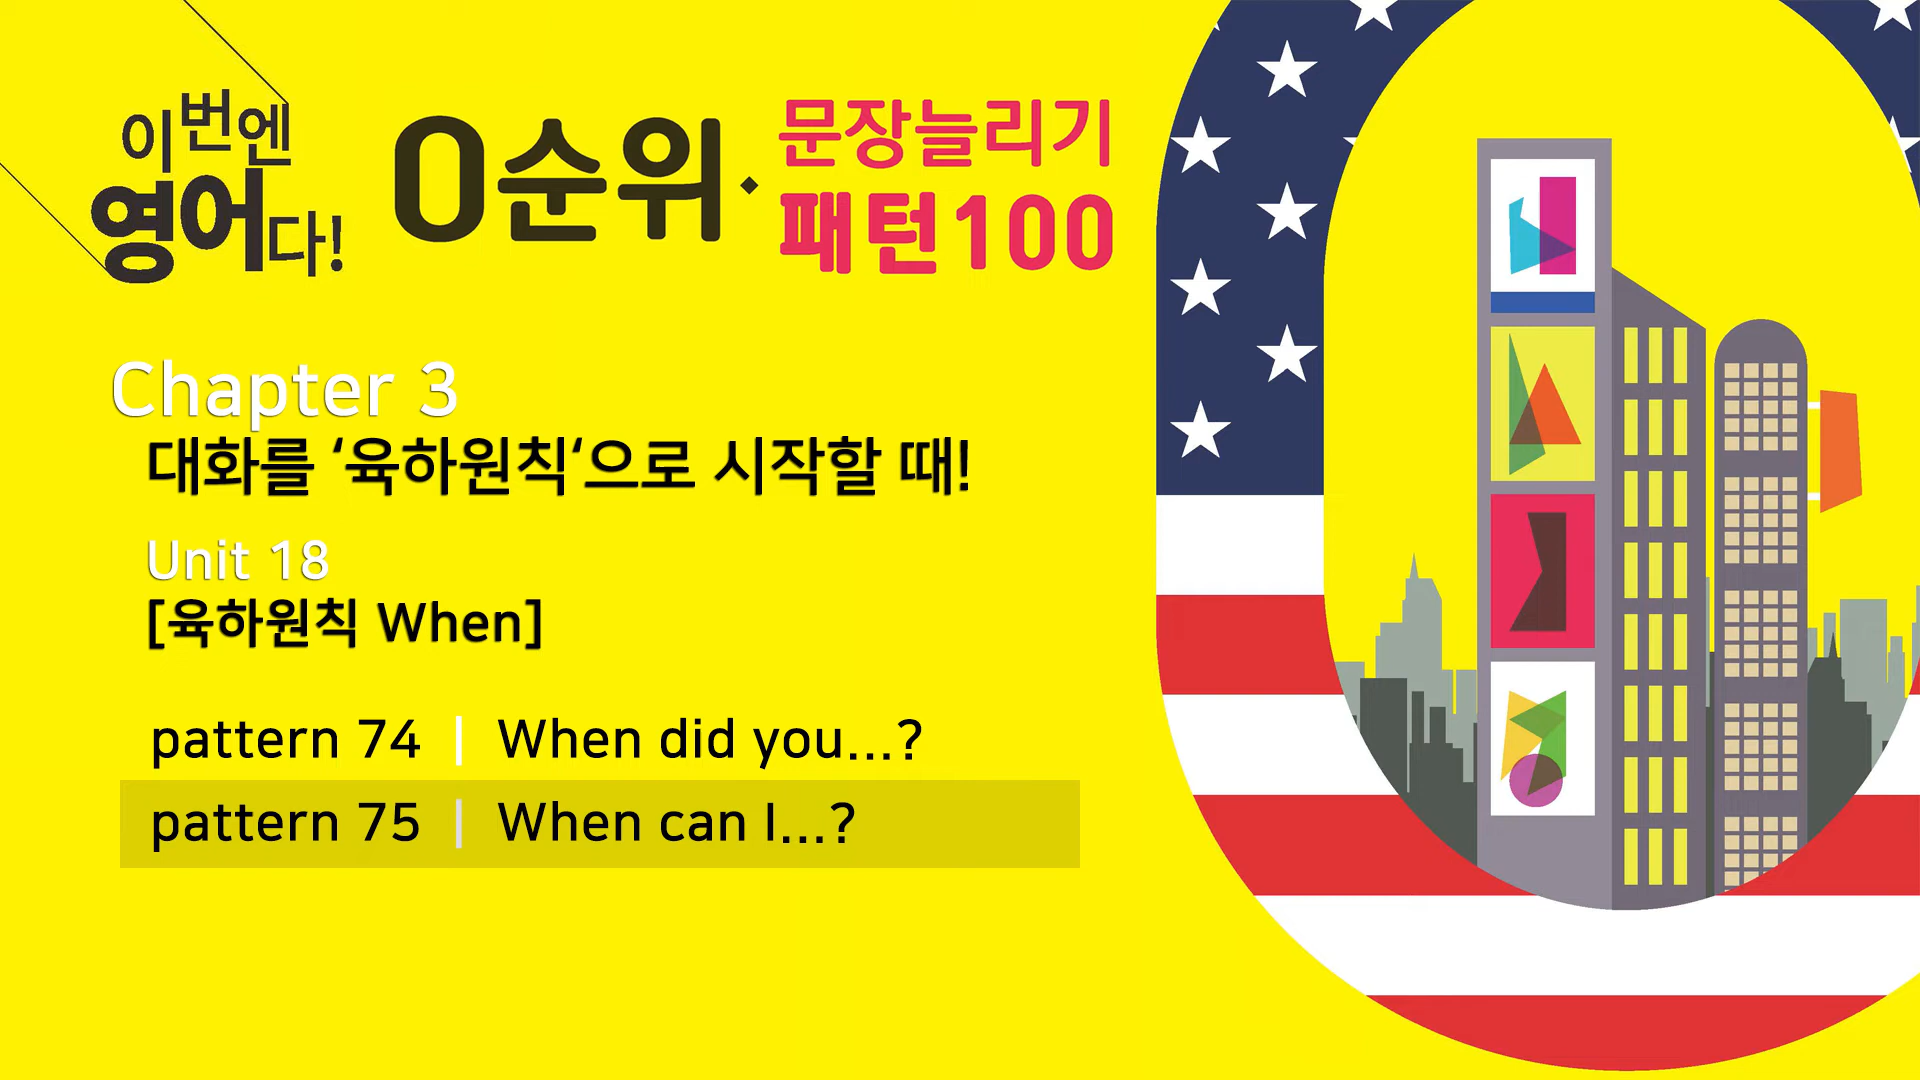 이번엔
영어다!
0순위·
문장늘리기
패턴100
Chapter 3
대화를 ‘육하원칙‘으로 시작할 때!
Unit 18
[육하원칙 When]
pattern 74 | When did you...?
pattern 75 | When can I...?